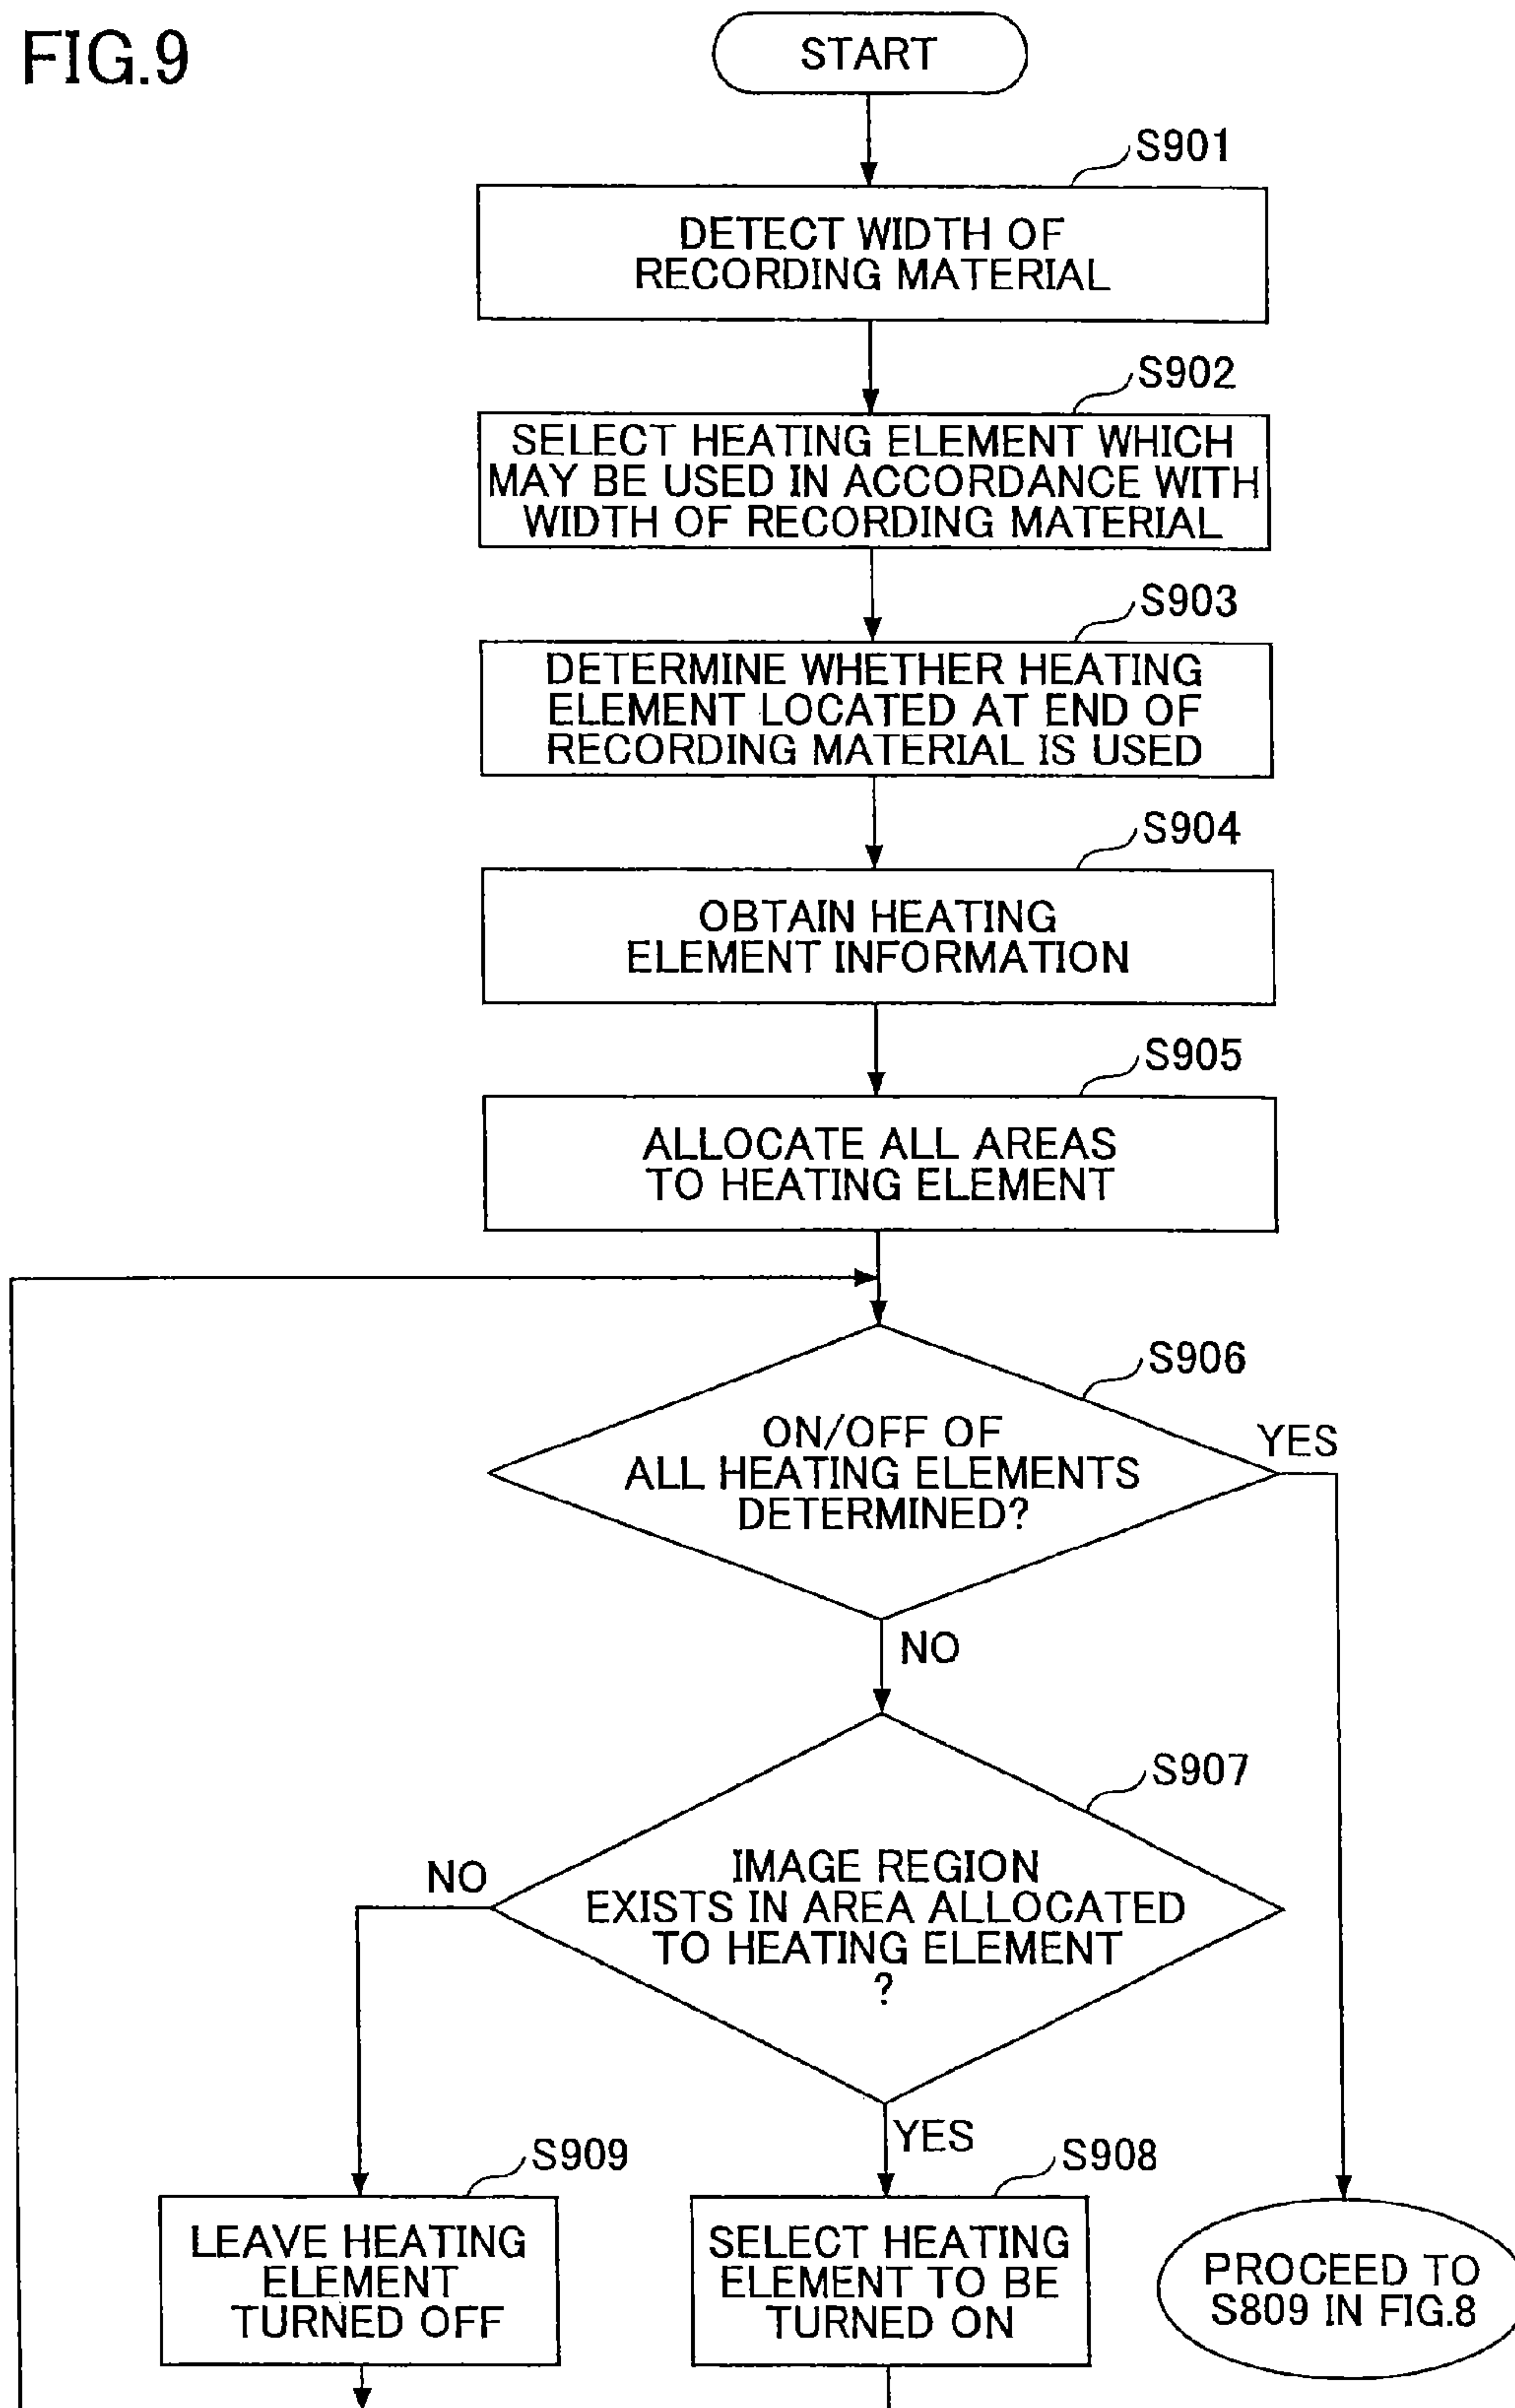 FIG.9
START
S901
DETECT WIDTH OF
RECORDING MATERIAL
S902
SELECT HEATING ELEMENT WHICH
MAY BE USED IN ACCORDANCE WITH
WIDTH OF RECORDING MATERIAL
S903
DETERMINE WHETHER HEATING
ELEMENT LOCATED AT END OF
RECORDING MATERIAL IS USED
S904
OBTAIN HEATING
ELEMENT INFORMATION
S905
ALLOCATE ALL AREAS
TO HEATING ELEMENT
S906
ON/OFF OF
ALL HEATING ELEMENTS
DETERMINED?
YES
NO
S907
IMAGE REGION
EXISTS IN AREA ALLOCATED
TO HEATING ELEMENT
?
NO
YES
S909
LEAVE HEATING
ELEMENT
TURNED OFF
S908
SELECT HEATING
ELEMENT TO BE
TURNED ON
PROCEED TO
S809 IN FIG.8